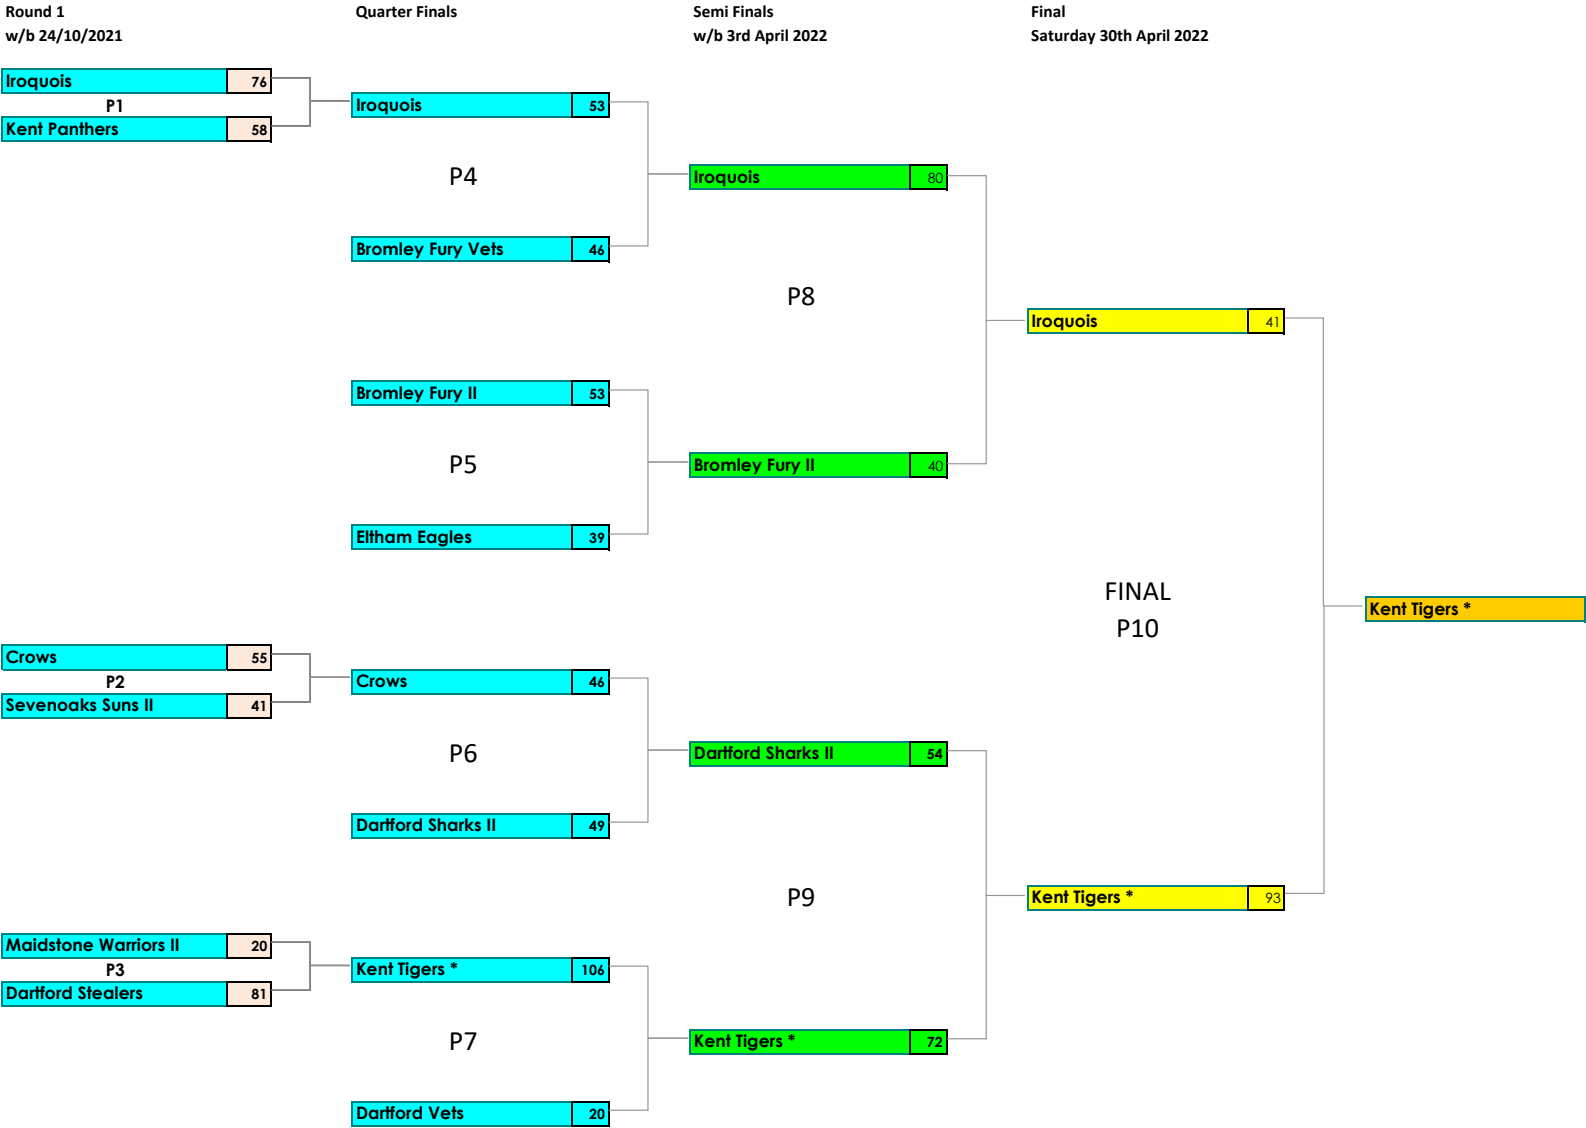 Round 1
w/b 24/10/2021
Quarter Finals
Semi Finals
w/b 3rd April 2022
Final
Saturday 30th April 2022
Iroquois 76
P1
Kent Panthers 58
Iroquois 53
P4
Bromley Fury Vets 46
Iroquois 80
P8
Bromley Fury II 53
P5
Eltham Eagles 39
Bromley Fury II 40
Iroquois 41
FINAL
P10
Kent Tigers *
Crows 55
P2
Sevenoaks Suns II 41
Crows 46
P6
Dartford Sharks II 49
Dartford Sharks II 54
P9
Kent Tigers * 93
Maidstone Warriors II 20
P3
Dartford Stealers 81
Kent Tigers * 106
P7
Dartford Vets 20
Kent Tigers * 72